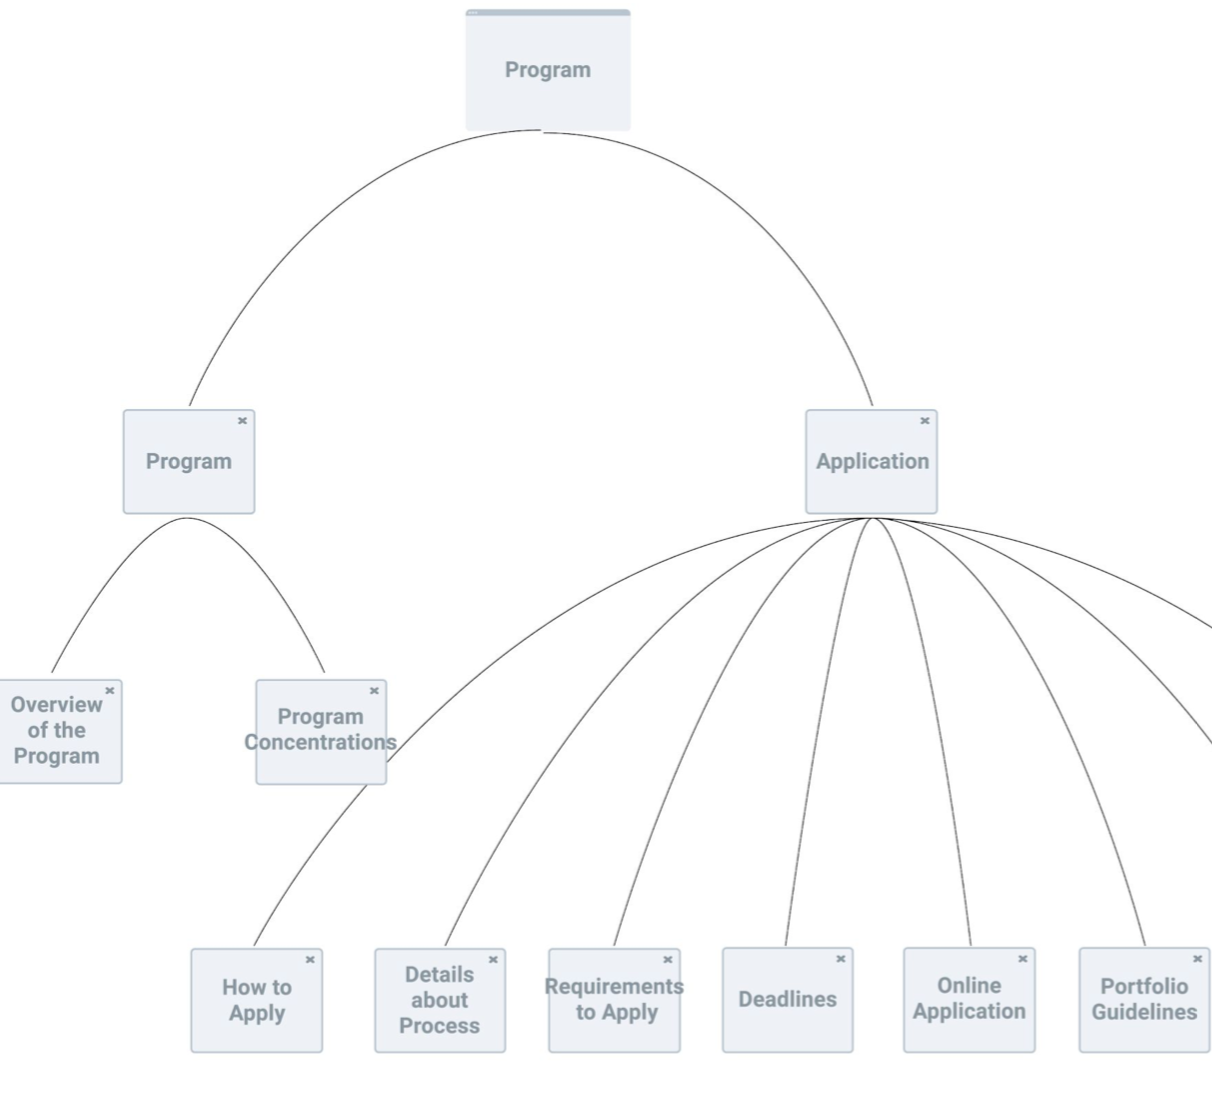 Program
Program
Application
Overview
of the
Program
Program
Concentrations
How to
Apply
Details
about
Process
Requirements
to Apply
Deadlines
Online
Application
Portfolio
Guidelines